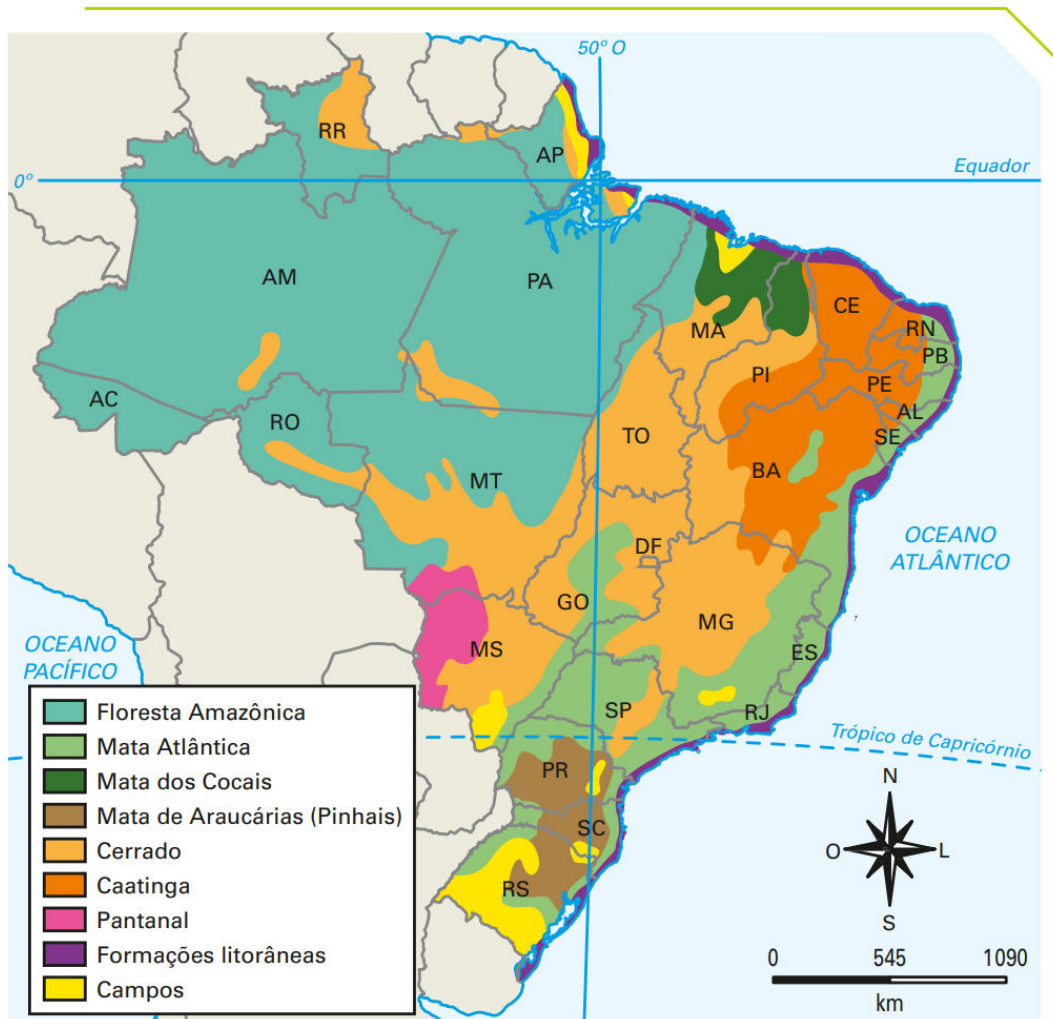 50° O
RR
AP
0°
Equador
AM
PA
MA
CE
RN
PB
PI
PE
AC
AL
RO
SE
TO
BA
MT
OCEANO
ATLÂNTICO
DF
GO
MG
OCEANO
PACÍFICO
MS
ES
SP
RJ
Trópico de Capricórnio
PR
SC
RS
Floresta Amazônica
Mata Atlântica
Mata dos Cocais
Mata de Araucárias (Pinhais)
Cerrado
Caatinga
Pantanal
Formações litorâneas
Campos
N
O
L
S
0 545 1090
km